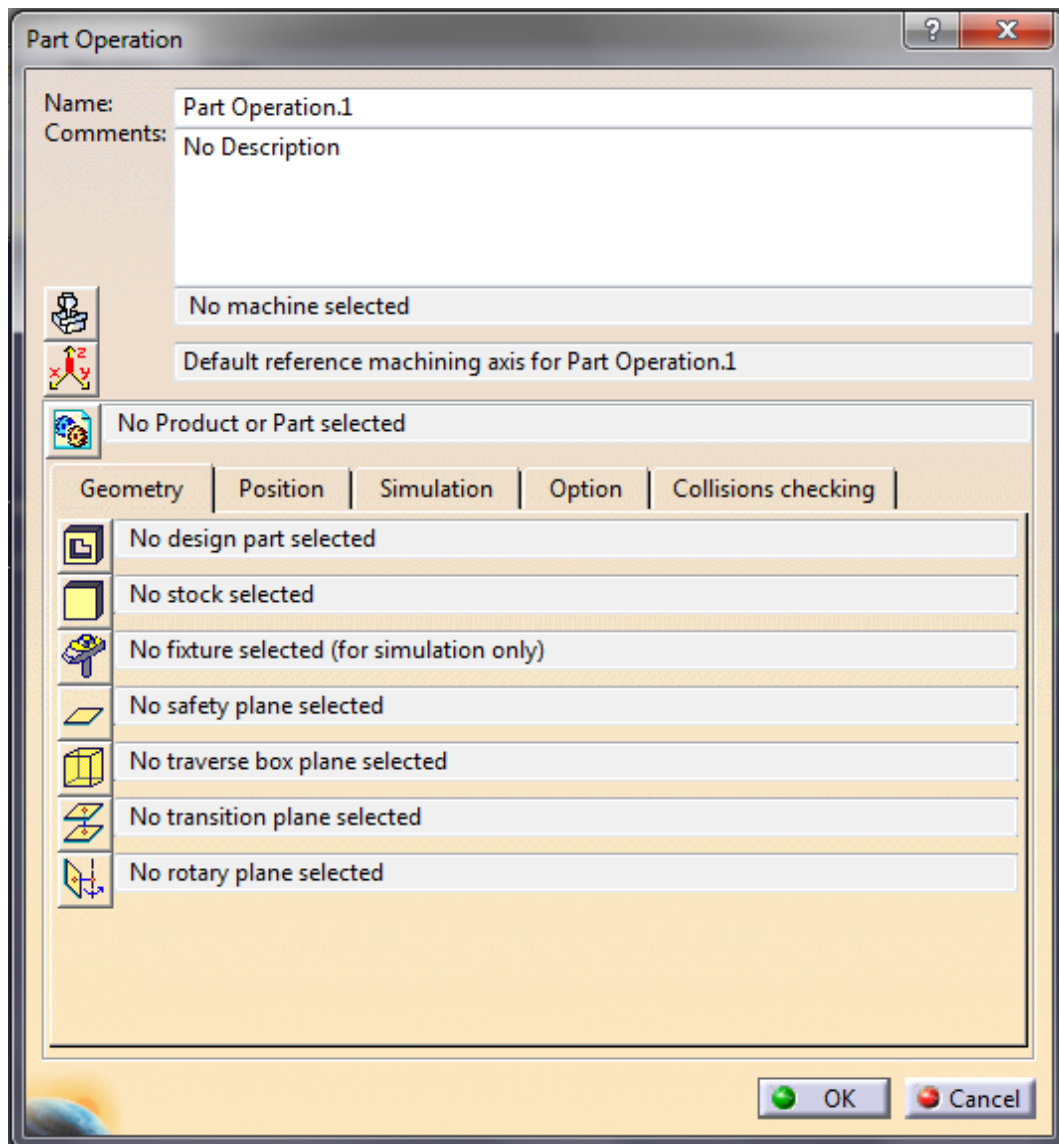 Part Operation
?
Name: Part Operation.1
Comments: No Description
No machine selected
z
x y
Default reference machining axis for Part Operation.1
No Product or Part selected
Geometry Position Simulation Option Collisions checking
No design part selected
No stock selected
No fixture selected (for simulation only)
No safety plane selected
No traverse box plane selected
No transition plane selected
No rotary plane selected
OK Cancel